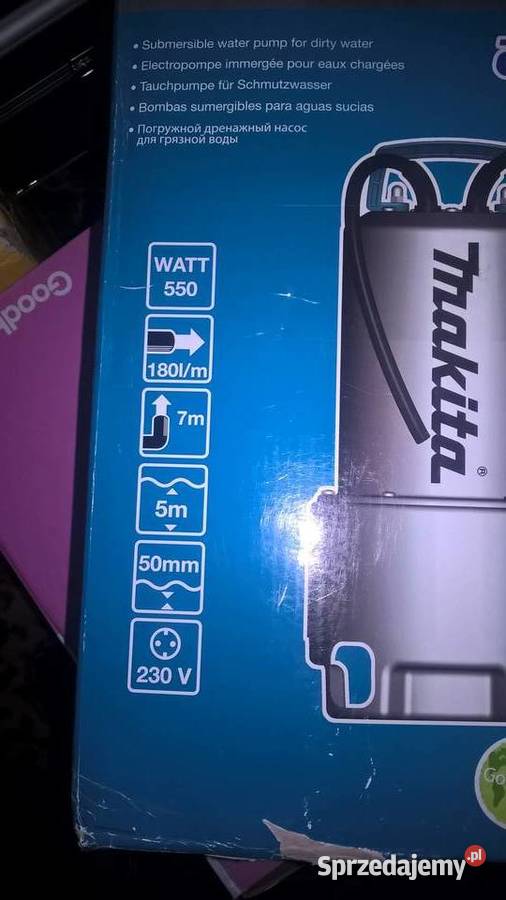 • Submersible water pump for dirty water
• Electropompe immergée pour eaux chargées
• Tauchpumpe für Schmutzwasser
• Bombas sumergibles para aguas sucias
• Погружной дренажный насос
для грязной воды
WATT
550
180l/m
7m
5m
50mm
230 V
makita®
Go
Sprzedajemy.pl